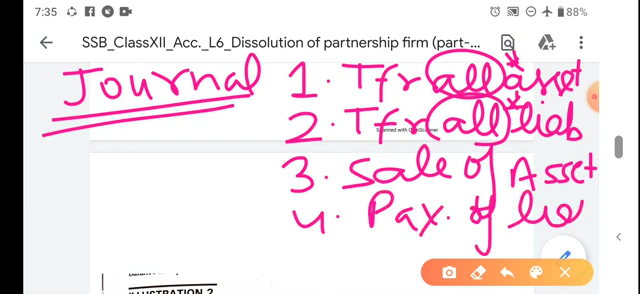 7:35 88%
SSB_ClassXII_Acc._L6_Dissolution of partnership firm (part-...
Journal 1. Tfr all asset
2. Tfr all liab
Scanned with CamScanner
3. Sale of Asset
4. Pax. of lia
ILLUSTRATION 2